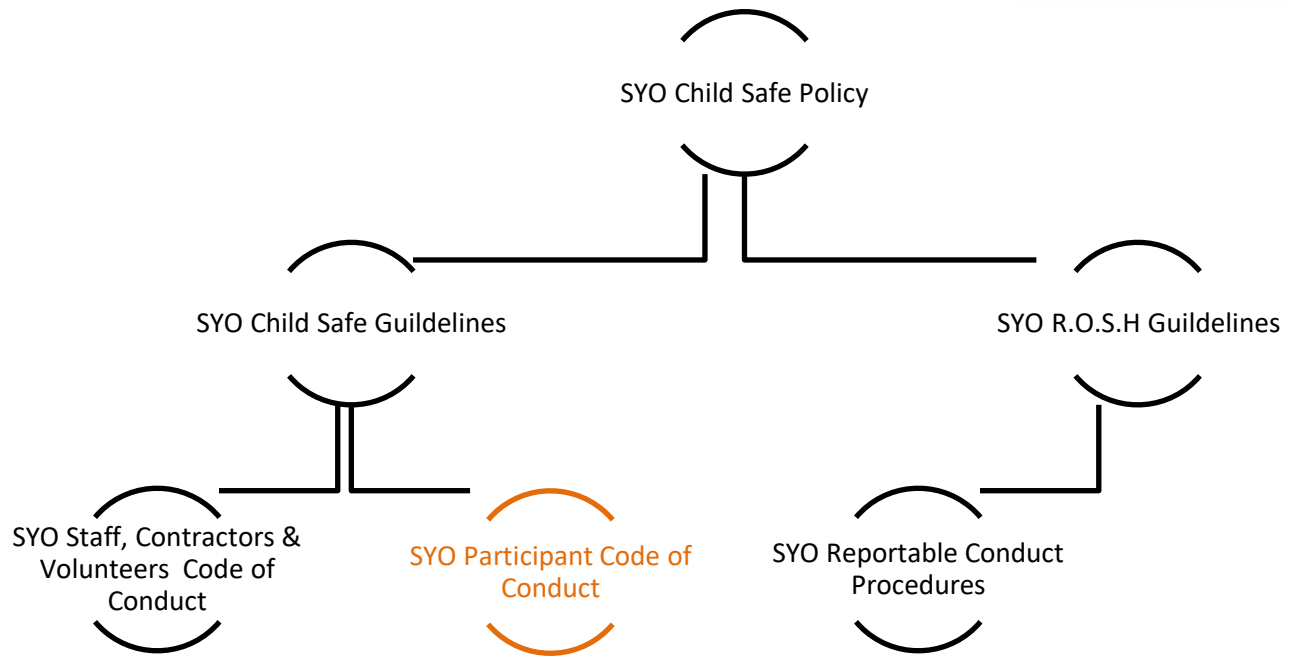 SYO Child Safe Policy
SYO Child Safe Guildelines
SYO R.O.S.H Guildelines
SYO Staff, Contractors &
Volunteers  Code of
Conduct
SYO Participant Code of
Conduct
SYO Reportable Conduct
Procedures